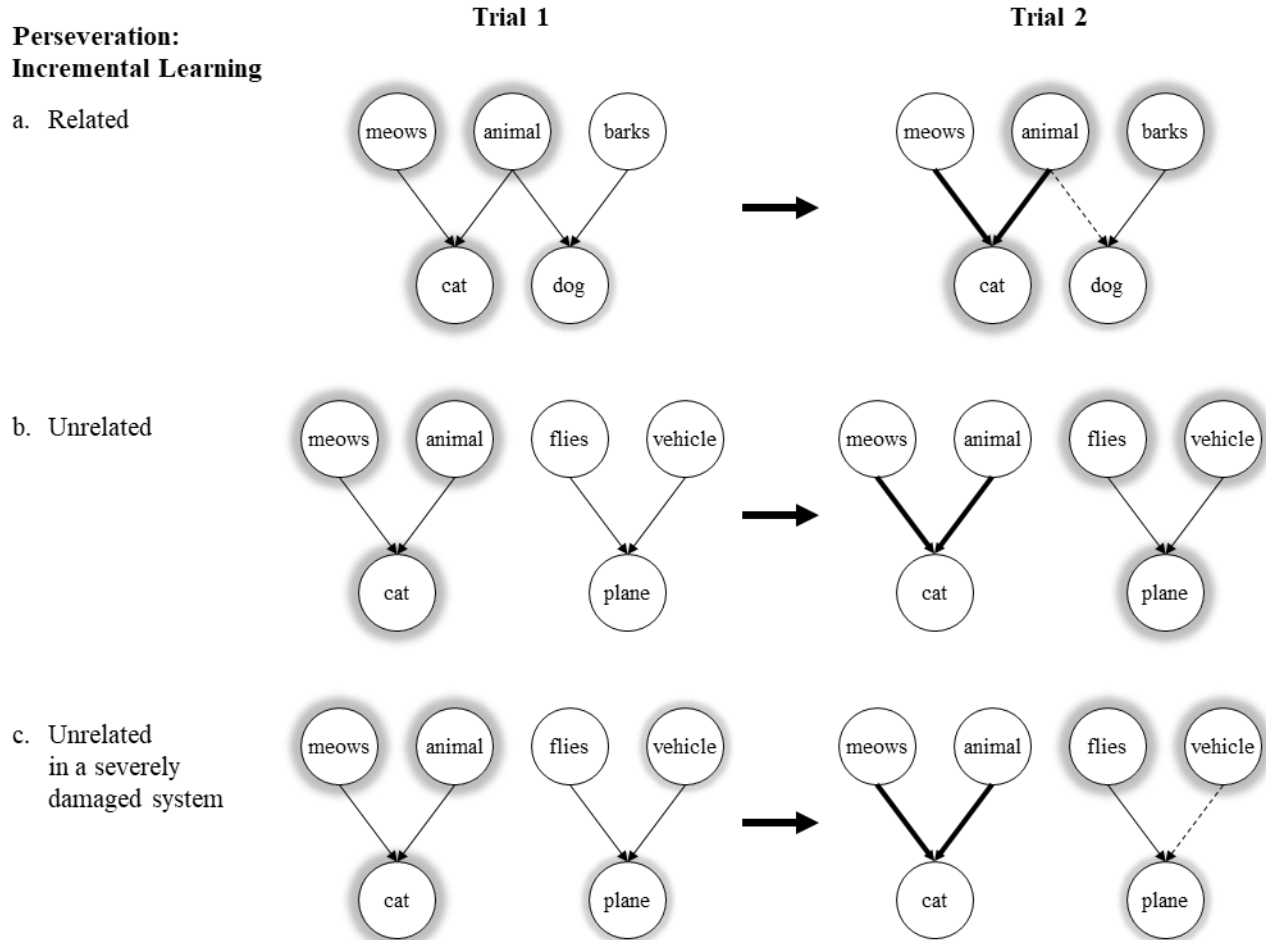 Trial 1
Trial 2
Perseveration:
Incremental Learning
a. Related
meows
animal
barks
meows
animal
barks
cat
dog
cat
dog
b. Unrelated
meows
animal
flies
vehicle
meows
animal
flies
vehicle
cat
plane
cat
plane
c. Unrelated
in a severely
damaged system
meows
animal
flies
vehicle
meows
animal
flies
vehicle
cat
plane
cat
plane